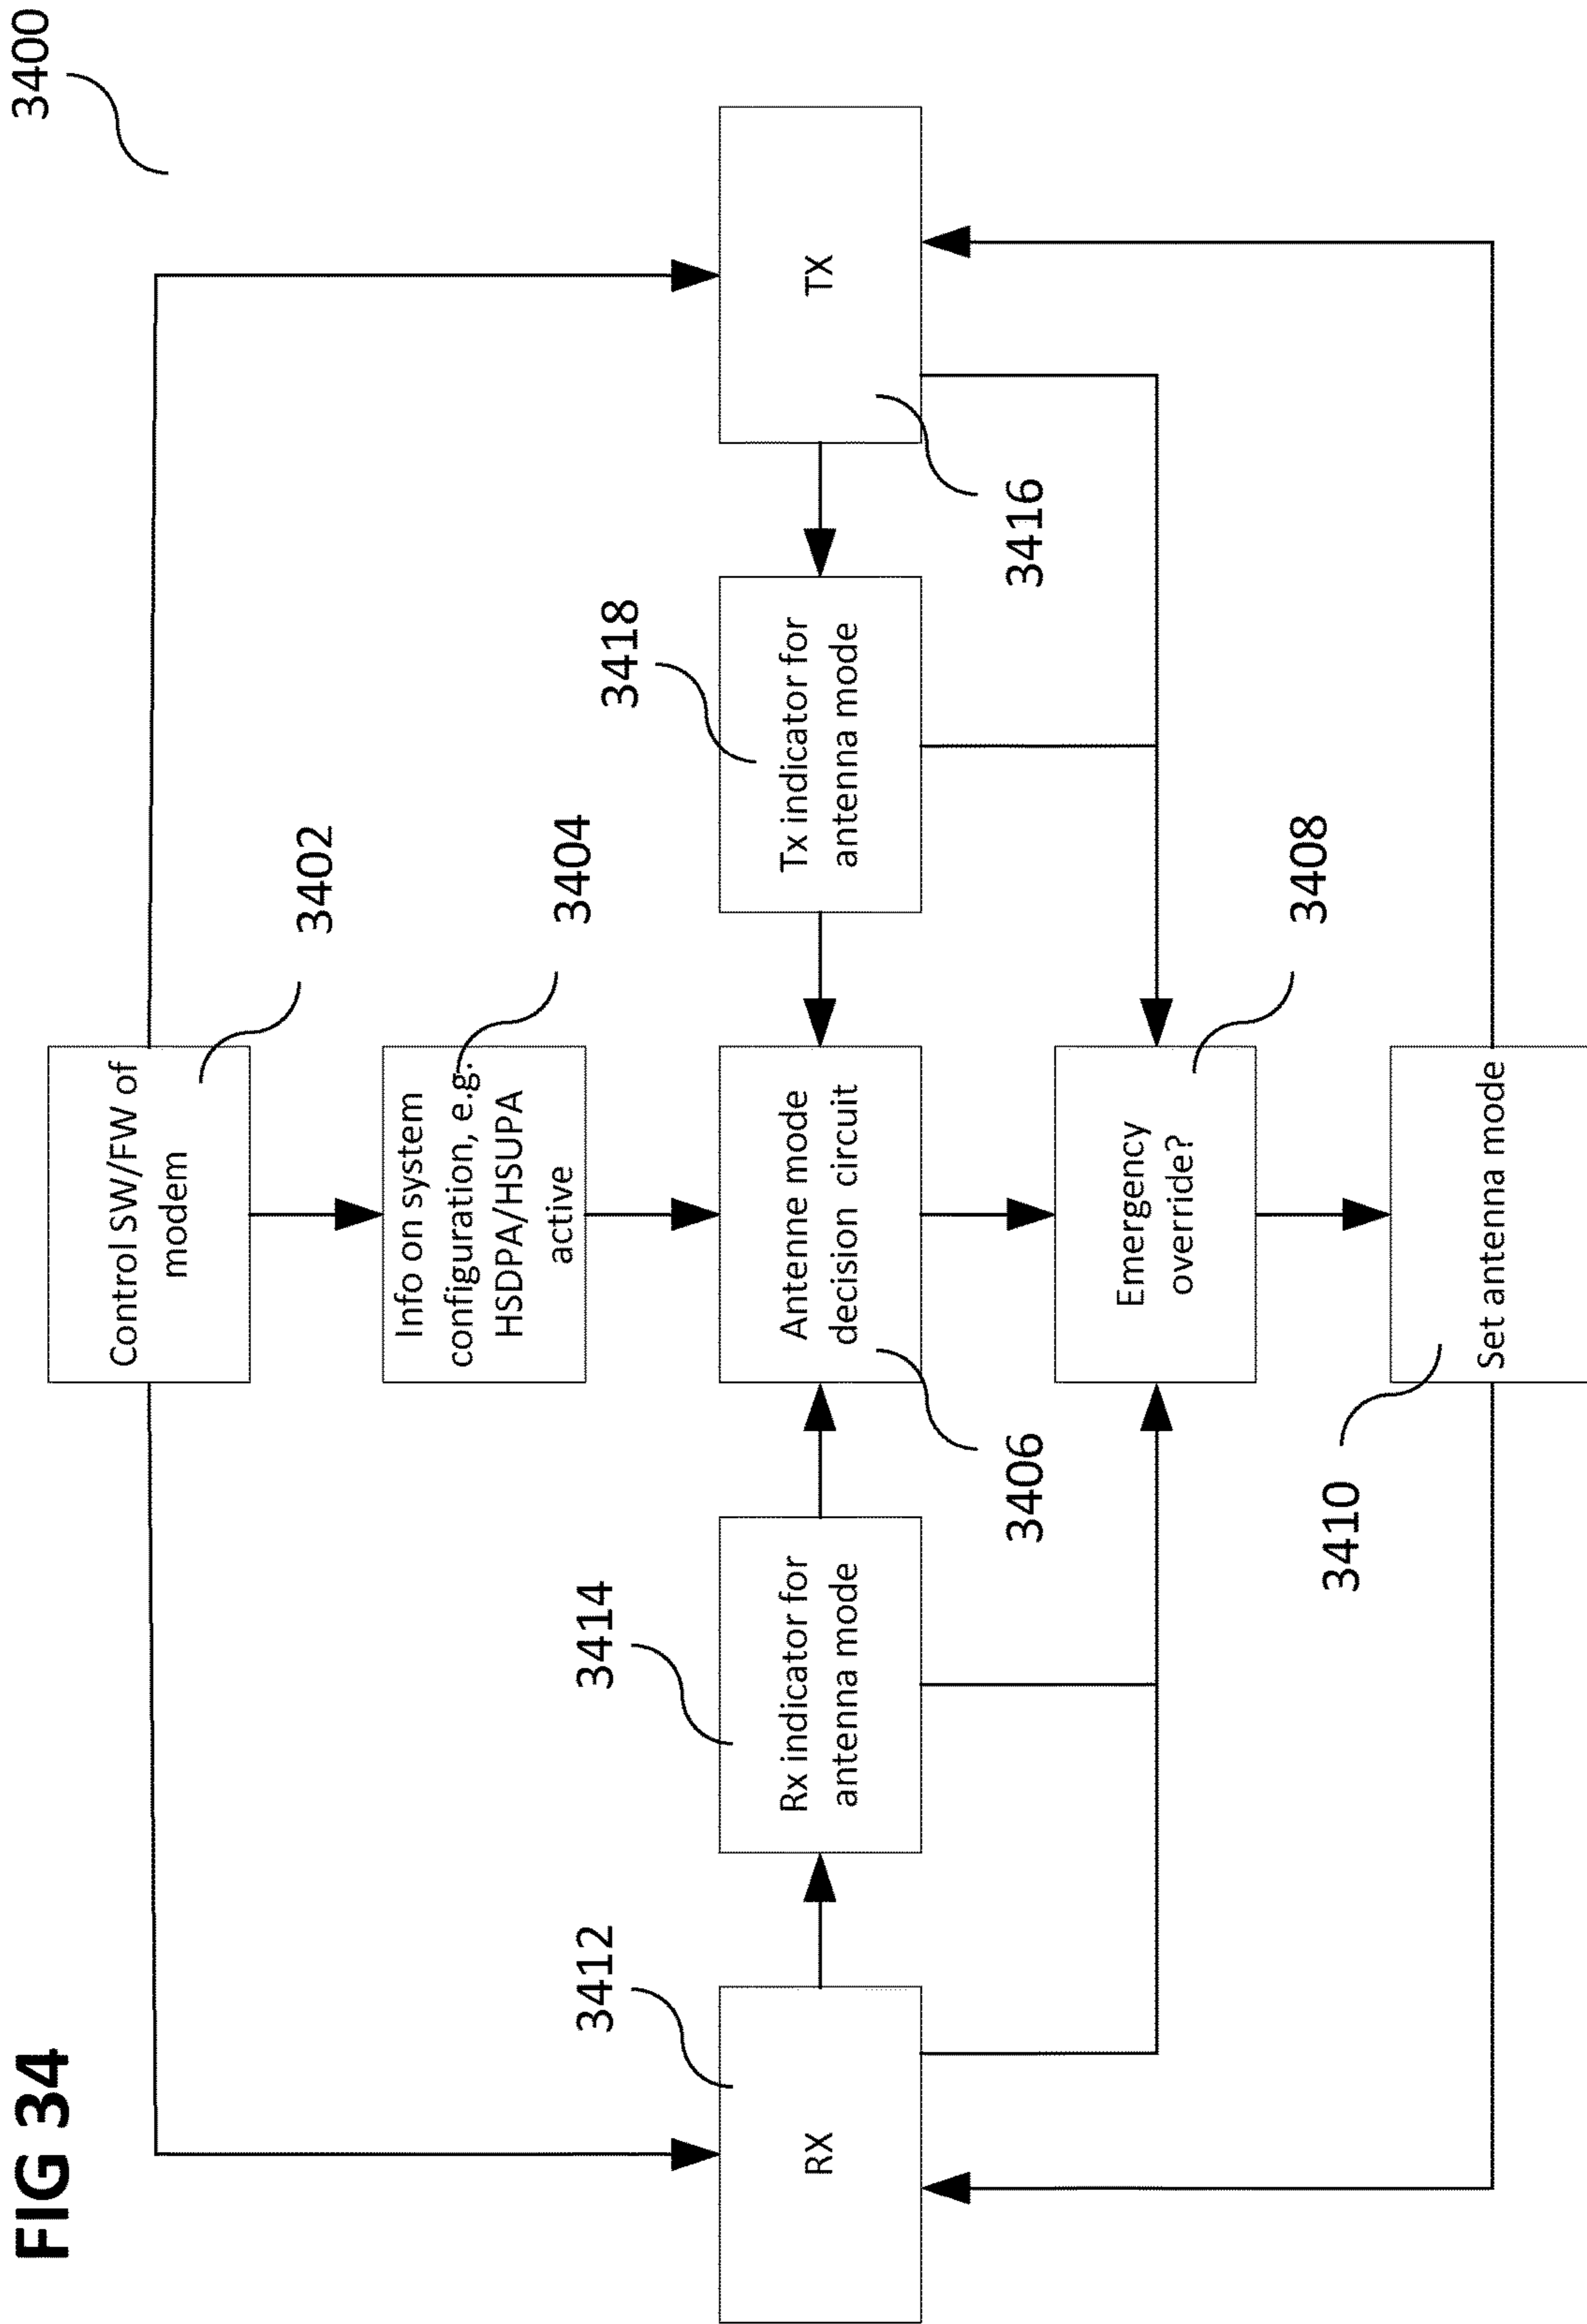 FIG 34
3400
Control SW/FW of
modem
3402
Info on system
configuration, e.g.
HSDPA/HSUPA
active
3404
3412
RX
3414
Rx indicator for
antenna mode
Antenne mode
decision circuit
3406
3418
Tx indicator for
antenna mode
TX
3416
Emergency
override?
3408
3410
Set antenna mode